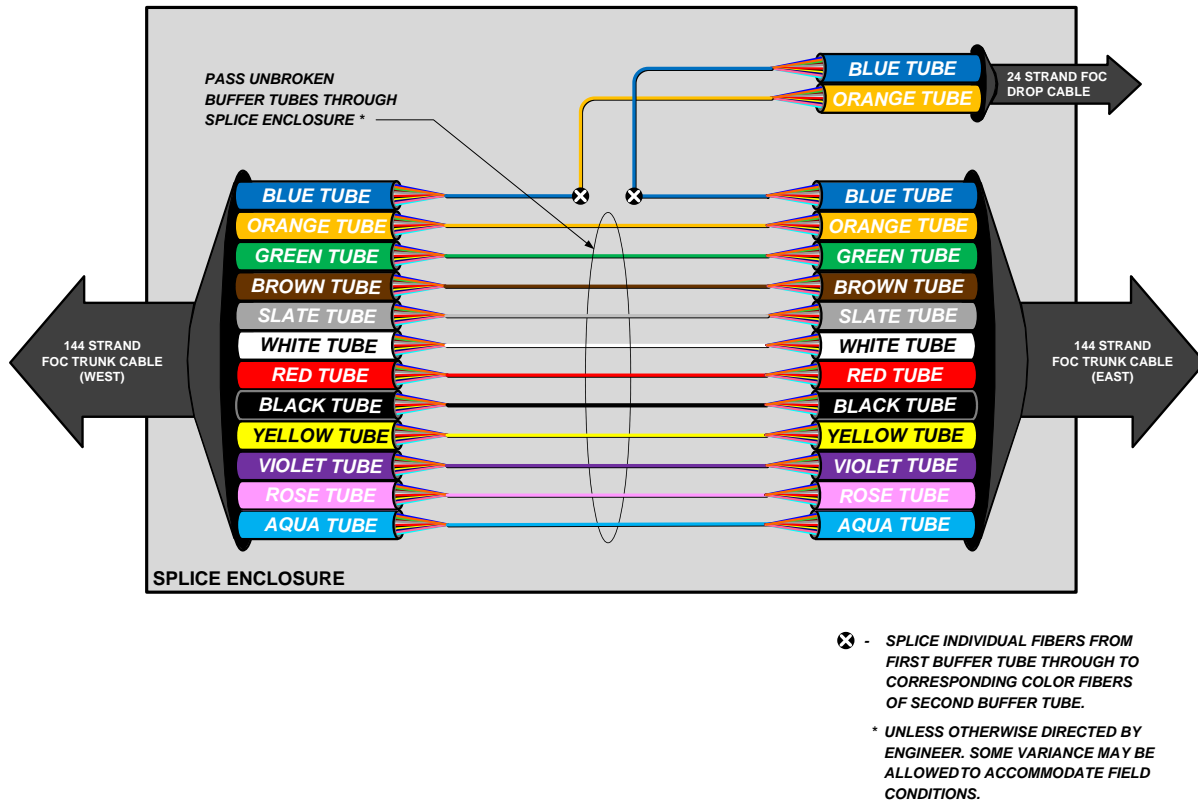 PASS UNBROKEN
BUFFER TUBES THROUGH
SPLICE ENCLOSURE *
BLUE TUBE
ORANGE TUBE
24 STRAND FOC
DROP CABLE
BLUE TUBE
ORANGE TUBE
GREEN TUBE
BROWN TUBE
SLATE TUBE
WHITE TUBE
RED TUBE
BLACK TUBE
YELLOW TUBE
VIOLET TUBE
ROSE TUBE
AQUA TUBE
BLUE TUBE
ORANGE TUBE
GREEN TUBE
BROWN TUBE
SLATE TUBE
WHITE TUBE
RED TUBE
BLACK TUBE
YELLOW TUBE
VIOLET TUBE
ROSE TUBE
AQUA TUBE
144 STRAND
FOC TRUNK CABLE
(WEST)
144 STRAND
FOC TRUNK CABLE
(EAST)
SPLICE ENCLOSURE
- SPLICE INDIVIDUAL FIBERS FROM
FIRST BUFFER TUBE THROUGH TO
CORRESPONDING COLOR FIBERS
OF SECOND BUFFER TUBE.
* UNLESS OTHERWISE DIRECTED BY
ENGINEER. SOME VARIANCE MAY BE
ALLOWED TO ACCOMMODATE FIELD
CONDITIONS.